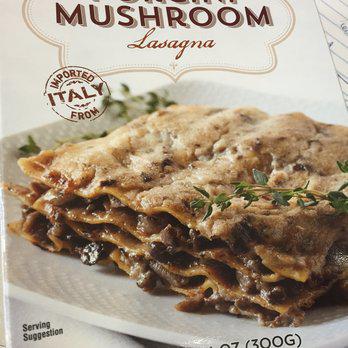 MUSHROOM
Lasagna
IMPORTED
ITALY
FROM
Serving
Suggestion
OZ (300G)